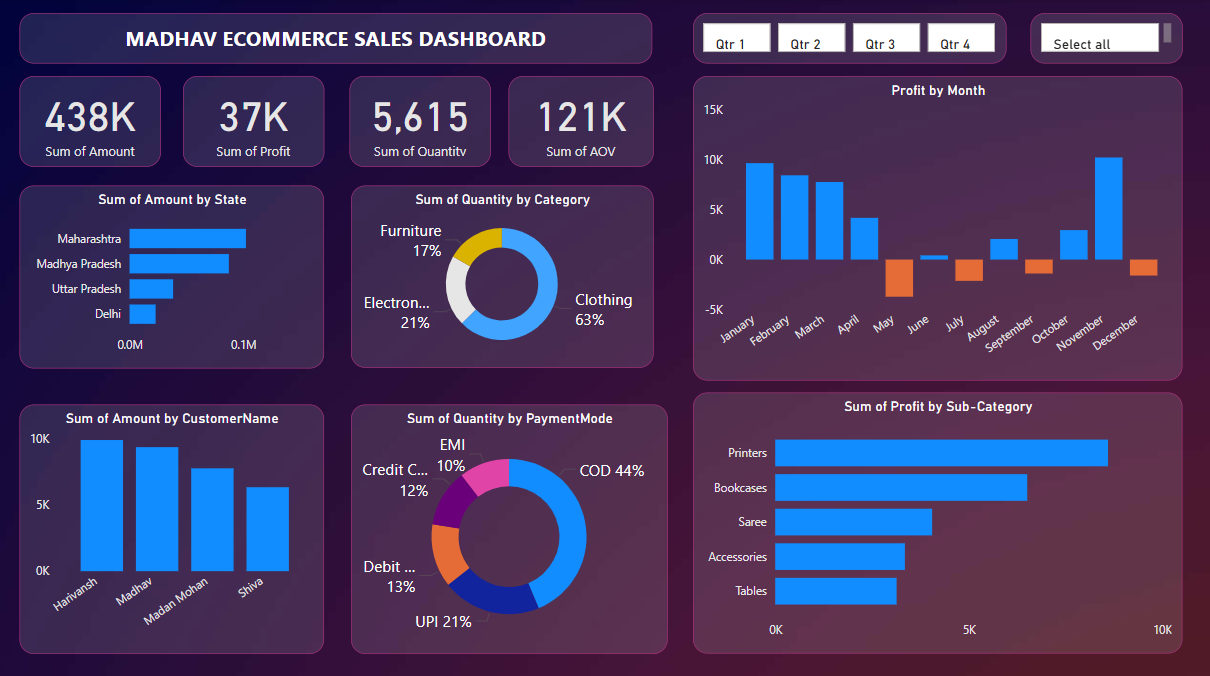 MADHAV ECOMMERCE SALES DASHBOARD
Qtr 1
Qtr 2
Qtr 3
Qtr 4
Select all
438K
Sum of Amount
37K
Sum of Profit
5,615
Sum of Quantity
121K
Sum of AOV
Profit by Month
15K
10K
5K
0K
-5K
January
February
March
April
May
June
July
August
September
October
November
December
Sum of Amount by State
Maharashtra
Madhya Pradesh
Uttar Pradesh
Delhi
0.0M
0.1M
Sum of Quantity by Category
Furniture
17%
Electron...
21%
Clothing
63%
Sum of Amount by CustomerName
10K
5K
0K
Harivansh
Madhav
Madan Mohan
Shiva
Sum of Quantity by PaymentMode
EMI
10%
Credit C...
12%
Debit ...
13%
UPI 21%
COD 44%
Sum of Profit by Sub-Category
Printers
Bookcases
Saree
Accessories
Tables
0K
5K
10K